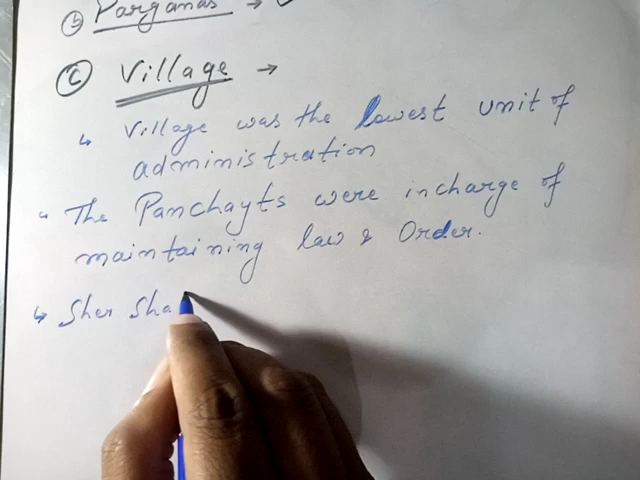 (b) Parganas →
(c) Village →
↳ Village was the lowest unit of
administration
↳ The Panchayts were incharge of
maintaining law & Order.
↳ Sher Sha